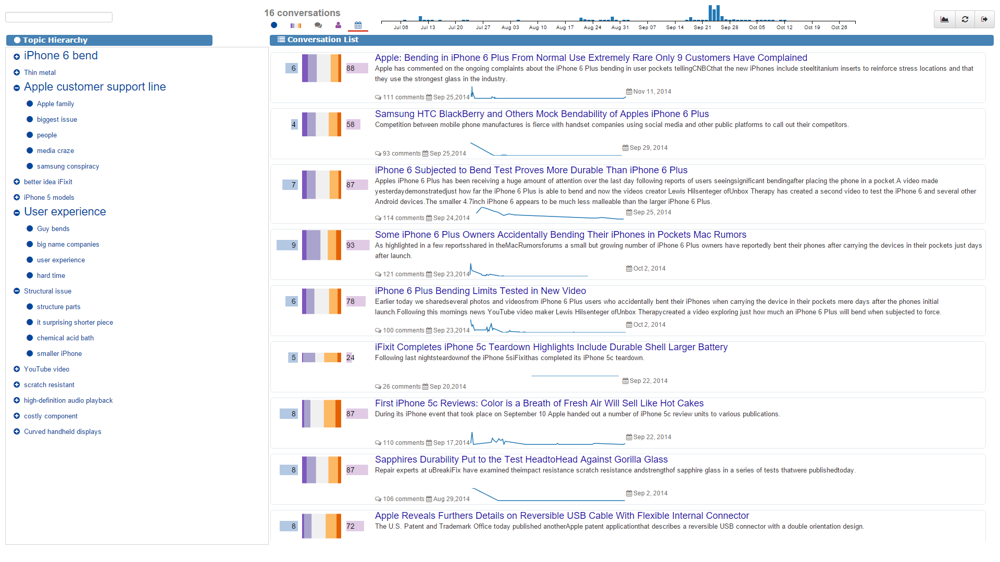 16 conversations
Jul 06 Jul 13 Jul 20 Jul 27 Aug 03 Aug 10 Aug 17 Aug 24 Aug 31 Sep 07 Sep 14 Sep 21 Sep 28 Oct 05 Oct 12 Oct 19 Oct 26
Topic Hierarchy
iPhone 6 bend
Thin metal
Apple customer support line
Apple family
biggest issue
people
media craze
samsung conspiracy
better idea iFixit
iPhone 5 models
User experience
Guy bends
big name companies
user experience
hard time
Structural issue
structure parts
it surprising shorter piece
chemical acid bath
smaller iPhone
YouTube video
scratch resistant
high-definition audio playback
costly component
Curved handheld displays
Conversation List
Apple: Bending in iPhone 6 Plus From Normal Use Extremely Rare Only 9 Customers Have Complained
6 88
Apple has commented on the ongoing complaints about the iPhone 6 Plus bending in user pockets tellingCNBCthat the new iPhones include steeltitanium inserts to reinforce stress locations and that
they use the strongest glass in the industry.
111 comments Sep 25,2014 Nov 11, 2014
Samsung HTC BlackBerry and Others Mock Bendability of Apples iPhone 6 Plus
4 58
Competition between mobile phone manufactures is fierce with handset companies using social media and other public platforms to call out their competitors.
93 comments Sep 25,2014 Sep 29, 2014
iPhone 6 Subjected to Bend Test Proves More Durable Than iPhone 6 Plus
7 87
Apples iPhone 6 Plus has been receiving a huge amount of attention over the last day following reports of users seeingsignificant bendingafter placing the phone in a pocket.A video made
yesterdaydemonstratedjust how far the iPhone 6 Plus is able to bend and now the videos creator Lewis Hilsenteger ofUnbox Therapy has created a second video to test the iPhone 6 and several other
Android devices.The smaller 4.7inch iPhone 6 appears to be much less malleable than the larger iPhone 6 Plus.
114 comments Sep 24,2014 Sep 25, 2014
Some iPhone 6 Plus Owners Accidentally Bending Their iPhones in Pockets Mac Rumors
9 93
As highlighted in a few reportsshared in theMacRumorsforums a small but growing number of iPhone 6 Plus owners have reportedly bent their phones after carrying the devices in their pockets just days
after launch.
121 comments Sep 23,2014 Oct 2, 2014
iPhone 6 Plus Bending Limits Tested in New Video
6 78
Earlier today we sharedseveral photos and videosfrom iPhone 6 Plus users who accidentally bent their iPhones when carrying the device in their pockets mere days after the phones initial
launch.Following this mornings news YouTube video maker Lewis Hilsenteger ofUnbox Therapycreated a video exploring just how much an iPhone 6 Plus will bend when subjected to force.
100 comments Sep 23,2014 Oct 2, 2014
iFixit Completes iPhone 5c Teardown Highlights Include Durable Shell Larger Battery
5 24
Following last nightsteardownof the iPhone 5siFixithas completed its iPhone 5c teardown.
26 comments Sep 20,2014 Sep 22, 2014
First iPhone 5c Reviews: Color is a Breath of Fresh Air Will Sell Like Hot Cakes
8 87
During its iPhone event that took place on September 10 Apple handed out a number of iPhone 5c review units to various publications.
110 comments Sep 17,2014 Sep 22, 2014
Sapphires Durability Put to the Test HeadtoHead Against Gorilla Glass
8 87
Repair experts at uBreakiFix have examined theimpact resistance scratch resistance andstrengthof sapphire glass in a series of tests thatwere publishedtoday.
106 comments Aug 29,2014 Sep 2, 2014
Apple Reveals Furthers Details on Reversible USB Cable With Flexible Internal Connector
8 72
The U.S. Patent and Trademark Office today published anotherApple patent applicationthat describes a reversible USB connector with a double orientation design.